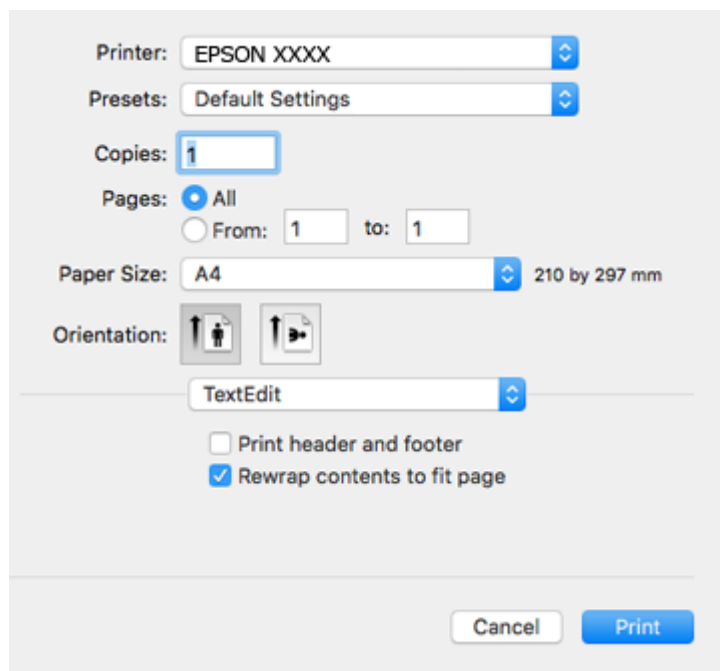 Printer: EPSON XXXX
Presets: Default Settings
Copies: 1
Pages: All
From: 1 to: 1
Paper Size: A4 210 by 297 mm
Orientation:
TextEdit
Print header and footer
Rewrap contents to fit page
Cancel Print